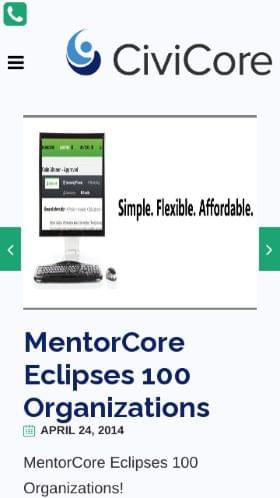 CiviCore
Simple. Flexible. Affordable.
MentorCore
Eclipses 100
Organizations
APRIL 24, 2014
MentorCore Eclipses 100
Organizations!